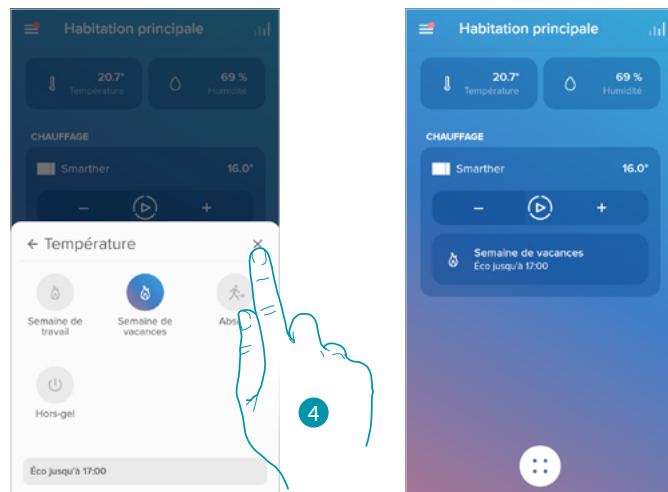 Habitation principale
20.7°
Température
69 %
Humidité
CHAUFFAGE
Smarther
16.0°
− +
← Température ×
Semaine de
travail
Semaine de
vacances
Hors-gel
Éco jusqu'à 17:00
4
Habitation principale
20.7°
Température
69 %
Humidité
CHAUFFAGE
Smarther
16.0°
− +
Semaine de vacances
Éco jusqu'à 17:00